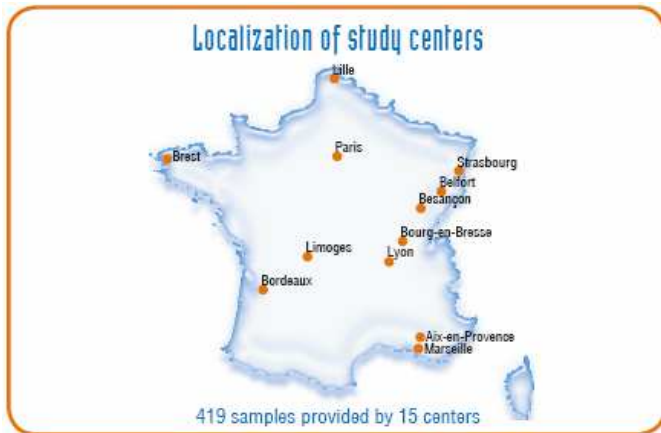 Localization of study centers
Lille
Paris
Brest
Strasbourg
Belfort
Besançon
Bourg-en-Bresse
Limoges
Lyon
Bordeaux
Aix-en-Provence
Marseille
419 samples provided by 15 centers